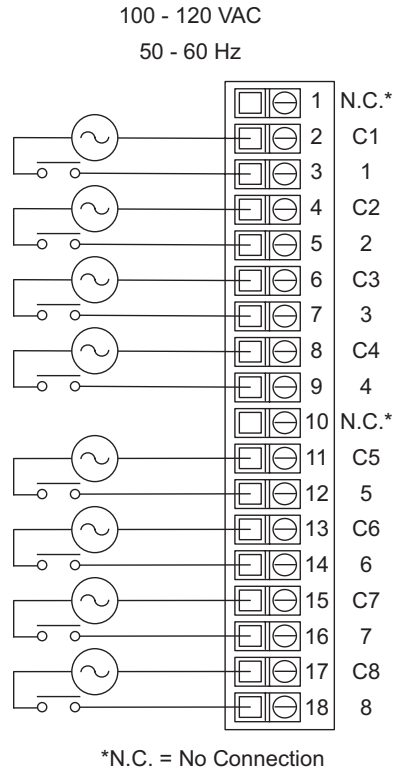 100 - 120 VAC
50 - 60 Hz
1 N.C.*
2 C1
3 1
4 C2
5 2
6 C3
7 3
8 C4
9 4
10 N.C.*
11 C5
12 5
13 C6
14 6
15 C7
16 7
17 C8
18 8
*N.C. = No Connection